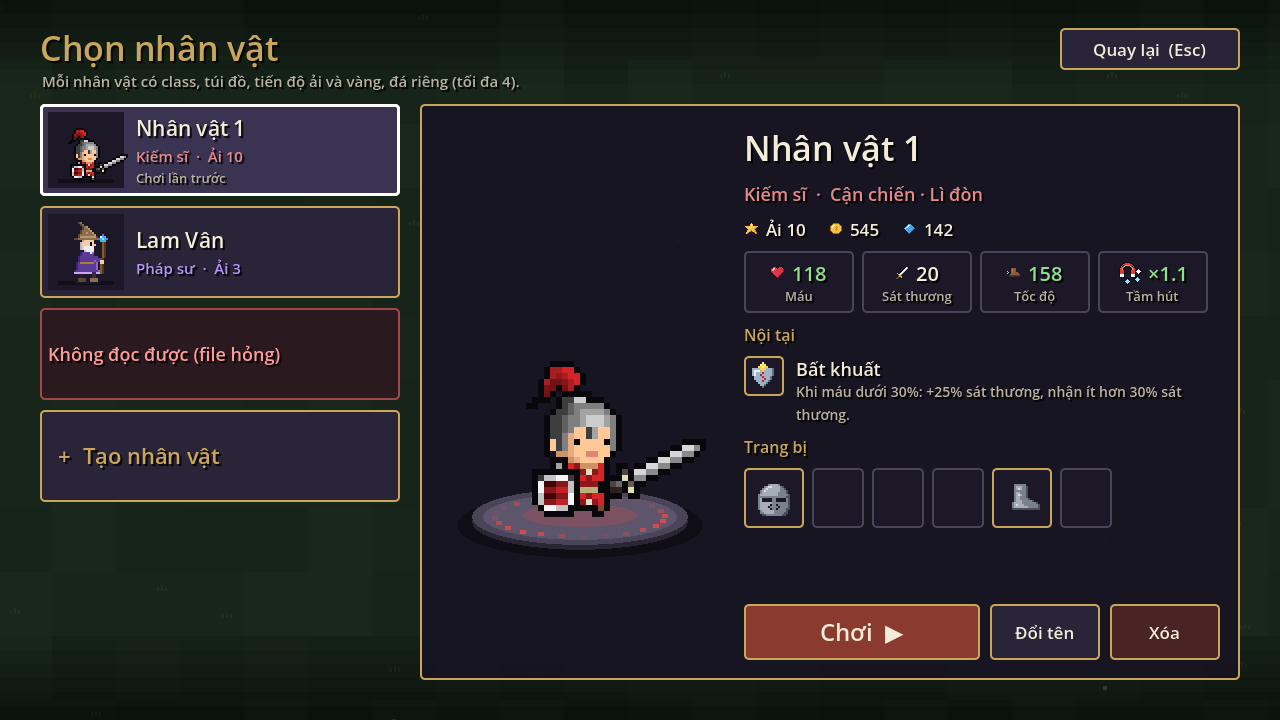 Chọn nhân vật
Quay lại (Esc)
Mỗi nhân vật có class, túi đồ, tiến độ ải và vàng, đá riêng (tối đa 4).
Nhân vật 1
Kiếm sĩ · Ải 10
Chơi lần trước
Lam Vân
Pháp sư · Ải 3
Không đọc được (file hỏng)
+ Tạo nhân vật
Nhân vật 1
Kiếm sĩ · Cận chiến · Lì đòn
Ải 10 545 142
118 20 158 ×1.1
Máu Sát thương Tốc độ Tầm hút
Nội tại
Bất khuất
Khi máu dưới 30%: +25% sát thương, nhận ít hơn 30% sát
thương.
Trang bị
Chơi ▶ Đổi tên Xóa